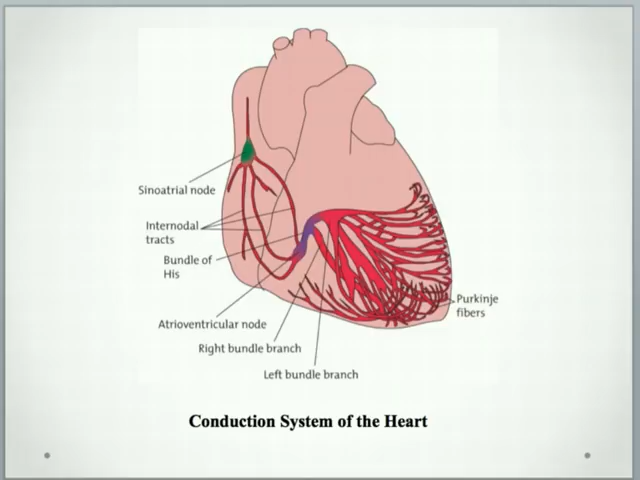 Sinoatrial node
Internodal
tracts
Bundle of
His
Purkinje
fibers
Atrioventricular node
Right bundle branch
Left bundle branch
Conduction System of the Heart